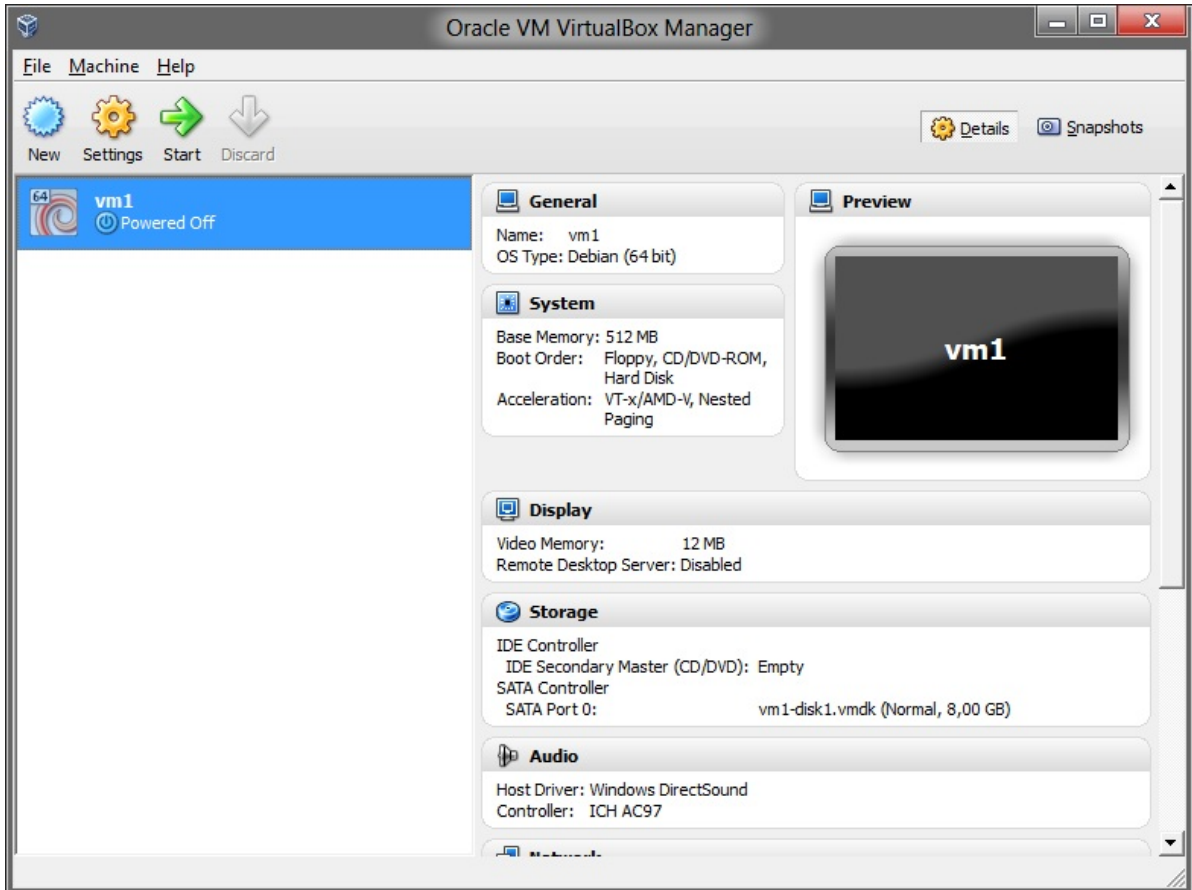 Oracle VM VirtualBox Manager
File Machine Help
New Settings Start Discard
Details Snapshots
64
vm1
Powered Off
General
Name: vm1
OS Type: Debian (64 bit)
System
Base Memory: 512 MB
Boot Order: Floppy, CD/DVD-ROM,
Hard Disk
Acceleration: VT-x/AMD-V, Nested
Paging
Preview
vm1
Display
Video Memory: 12 MB
Remote Desktop Server: Disabled
Storage
IDE Controller
IDE Secondary Master (CD/DVD): Empty
SATA Controller
SATA Port 0: vm1-disk1.vmdk (Normal, 8,00 GB)
Audio
Host Driver: Windows DirectSound
Controller: ICH AC97